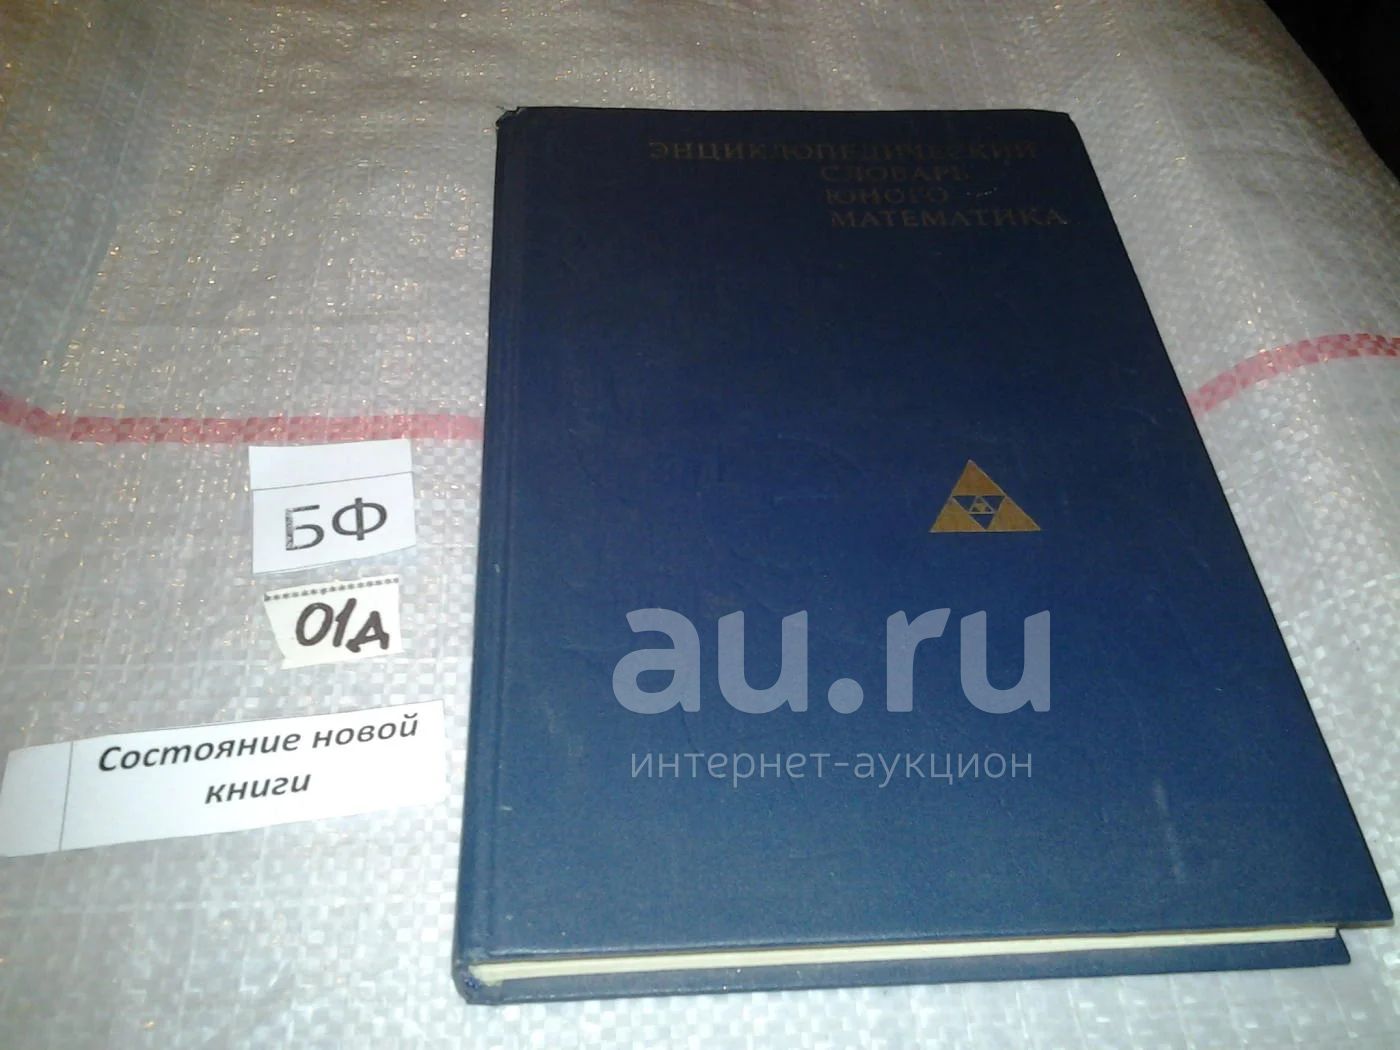 ЭНЦИКЛОПЕДИЧЕСКИЙ
СЛОВАРЬ
ЮНОГО
МАТЕМАТИКА
БФ
01д
Состояние новой
книги
au.ru
интернет-аукцион